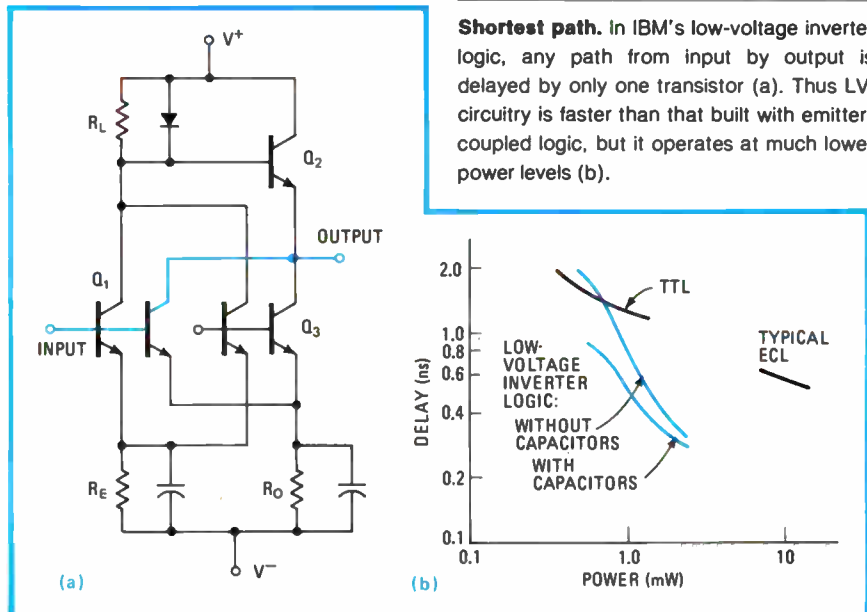 Shortest path. In IBM's low-voltage inverte
logic, any path from input by output is
delayed by only one transistor (a). Thus LV
circuitry is faster than that built with emitter
coupled logic, but it operates at much lowe
power levels (b).
V+
RL
Q2
OUTPUT
Q1
Q3
INPUT
RE
RO
V−
(a)
2.0
1.0
0.8
0.6
0.4
0.2
0.1
DELAY (ns)
TTL
TYPICAL
ECL
LOW-
VOLTAGE
INVERTER
LOGIC:
WITHOUT
CAPACITORS
WITH
CAPACITORS
0.1 1.0 10
POWER (mW)
(b)